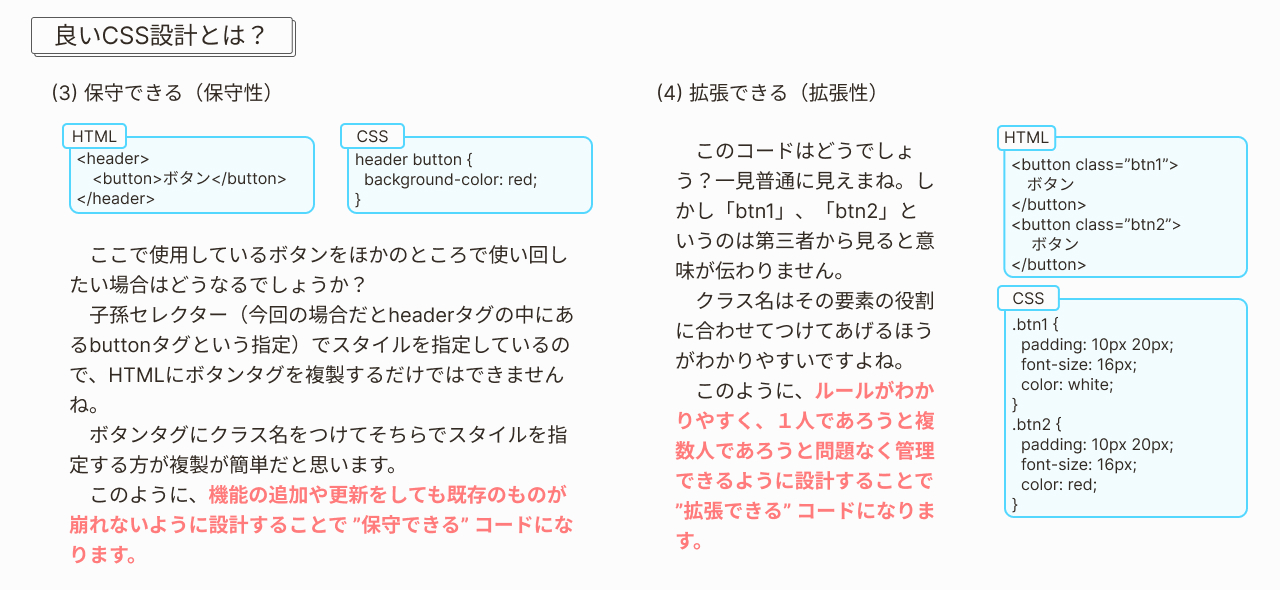 良いCSS設計とは？
(3) 保守できる（保守性）
HTML
<header>
<button>ボタン</button>
</header>
CSS
header button {
background-color: red;
}
ここで使用しているボタンをほかのところで使い回し
たい場合はどうなるでしょうか？
子孫セレクター（今回の場合だとheaderタグの中にあ
るbuttonタグという指定）でスタイルを指定しているの
で、HTMLにボタンタグを複製するだけではできません
ね。
ボタンタグにクラス名をつけてそちらでスタイルを指
定する方が複製が簡単だと思います。
このように、機能の追加や更新をしても既存のものが
崩れないように設計することで ”保守できる” コードにな
ります。
(4) 拡張できる（拡張性）
このコードはどうでしょ
う？一見普通に見えまね。し
かし「btn1」、「btn2」と
いうのは第三者から見ると意
味が伝わりません。
クラス名はその要素の役割
に合わせてつけてあげるほう
がわかりやすいですよね。
このように、ルールがわか
りやすく、１人であろうと複
数人であろうと問題なく管理
できるように設計することで
”拡張できる” コードになりま
す。
HTML
<button class=”btn1”>
ボタン
</button>
<button class=”btn2”>
ボタン
</button>
CSS
.btn1 {
padding: 10px 20px;
font-size: 16px;
color: white;
}
.btn2 {
padding: 10px 20px;
font-size: 16px;
color: red;
}